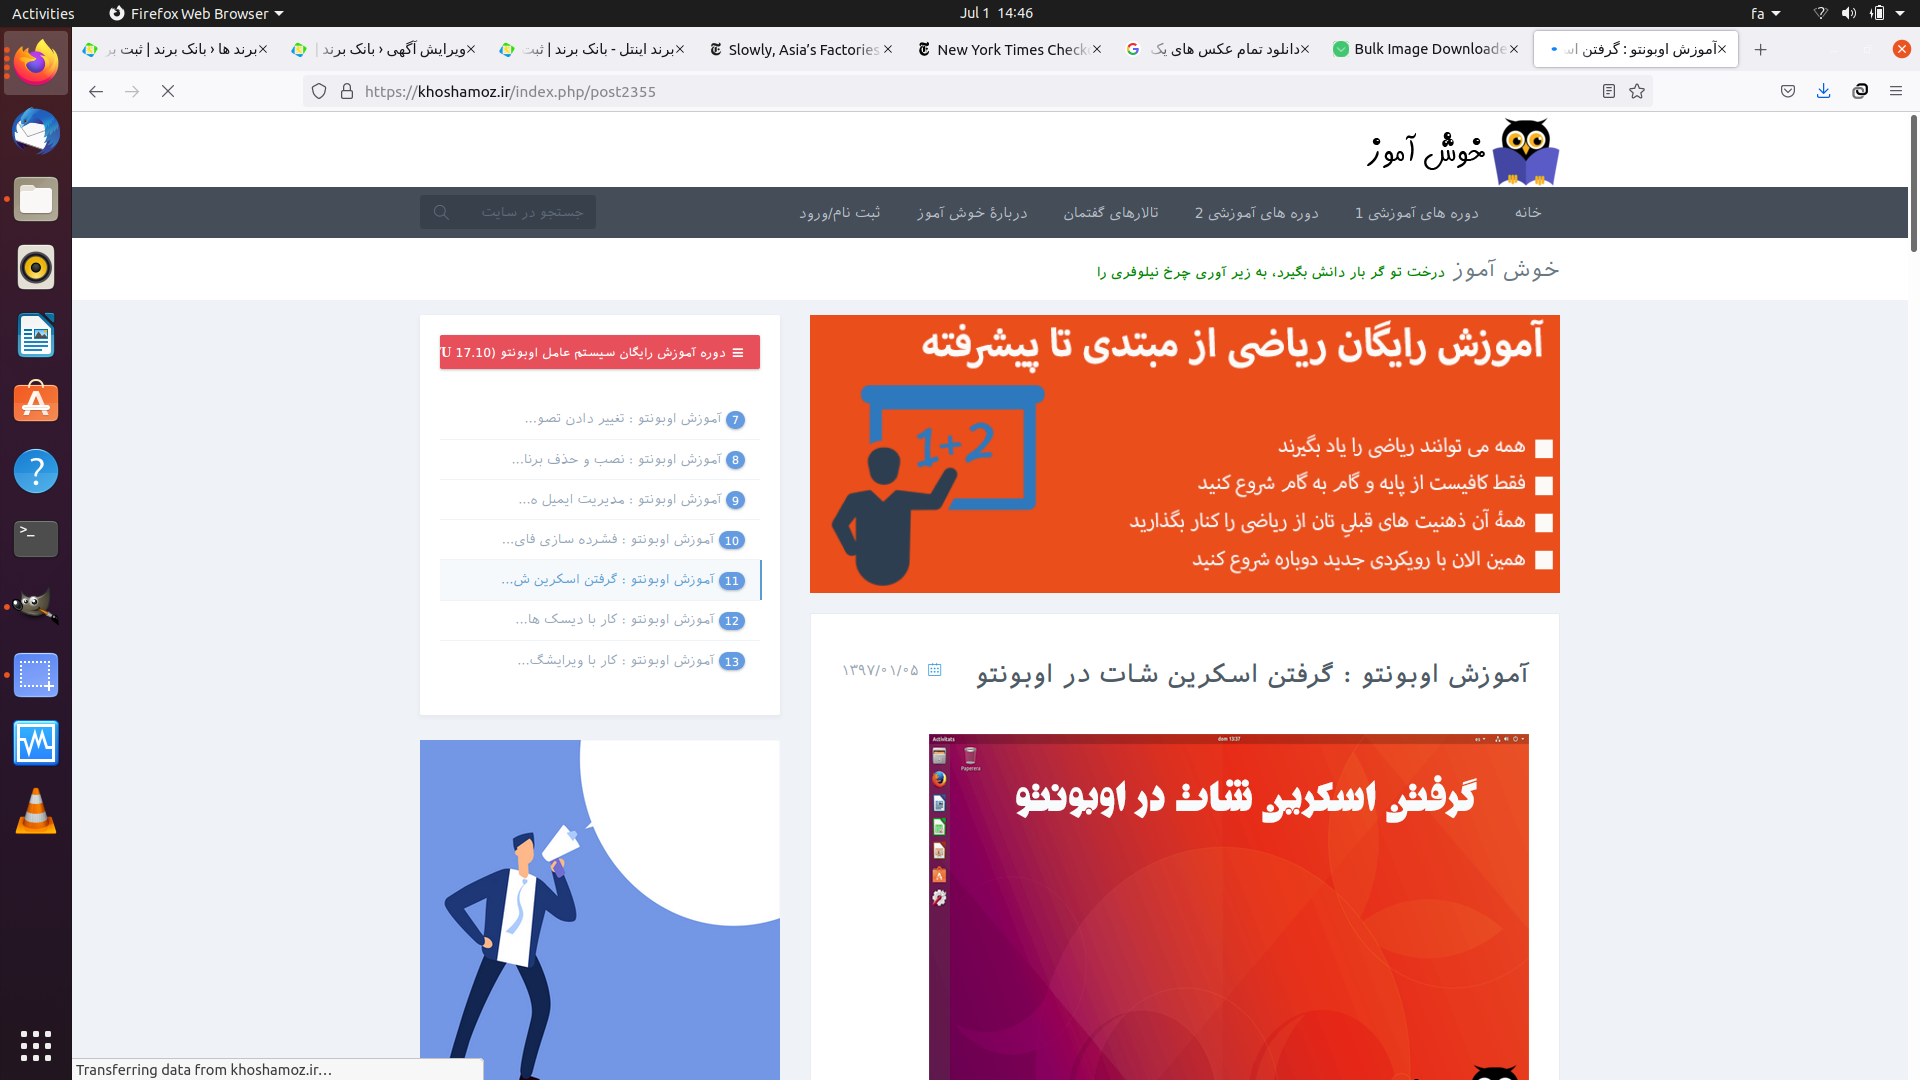 Activities
Firefox Web Browser
Jul 1 14:46
fa
برند ها ‹ بانک برند | ثبت بر
ویرایش آگهی ‹ بانک برند |
برند اینتل - بانک برند | ثبت
Slowly, Asia's Factories
New York Times Check
دانلود تمام عکس های یک
Bulk Image Downloade
آموزش اوبونتو : گرفتن اس
https://khoshamoz.ir/index.php/post2355
خوش آموز
خانه
دوره های آموزشی 1
دوره های آموزشی 2
تالارهای گفتمان
دربارهٔ خوش آموز
ثبت نام/ورود
جستجو در سایت
خوش آموز درخت تو گر بار دانش بگیرد، به زیر آوری چرخ نیلوفری را
آموزش رایگان ریاضی از مبتدی تا پیشرفته
1+2
همه می توانند ریاضی را یاد بگیرند
فقط کافیست از پایه و گام به گام شروع کنید
همهٔ آن ذهنیت های قبلیِ تان از ریاضی را کنار بگذارید
همین الان با رویکردی جدید دوباره شروع کنید
دوره آموزش رایگان سیستم عامل اوبونتو (U 17.10
7 آموزش اوبونتو : تغییر دادن تصو...
8 آموزش اوبونتو : نصب و حذف برنا...
9 آموزش اوبونتو : مدیریت ایمیل ه...
10 آموزش اوبونتو : فشرده سازی فای...
11 آموزش اوبونتو : گرفتن اسکرین ش...
12 آموزش اوبونتو : کار با دیسک ها...
13 آموزش اوبونتو : کار با ویرایشگ...
آموزش اوبونتو : گرفتن اسکرین شات در اوبونتو
۱۳۹۷/۰۱/۰۵
Activitats
dom 13:37
es
Paperera
گرفتن اسکرین شات در اوبونتو
Transferring data from khoshamoz.ir…